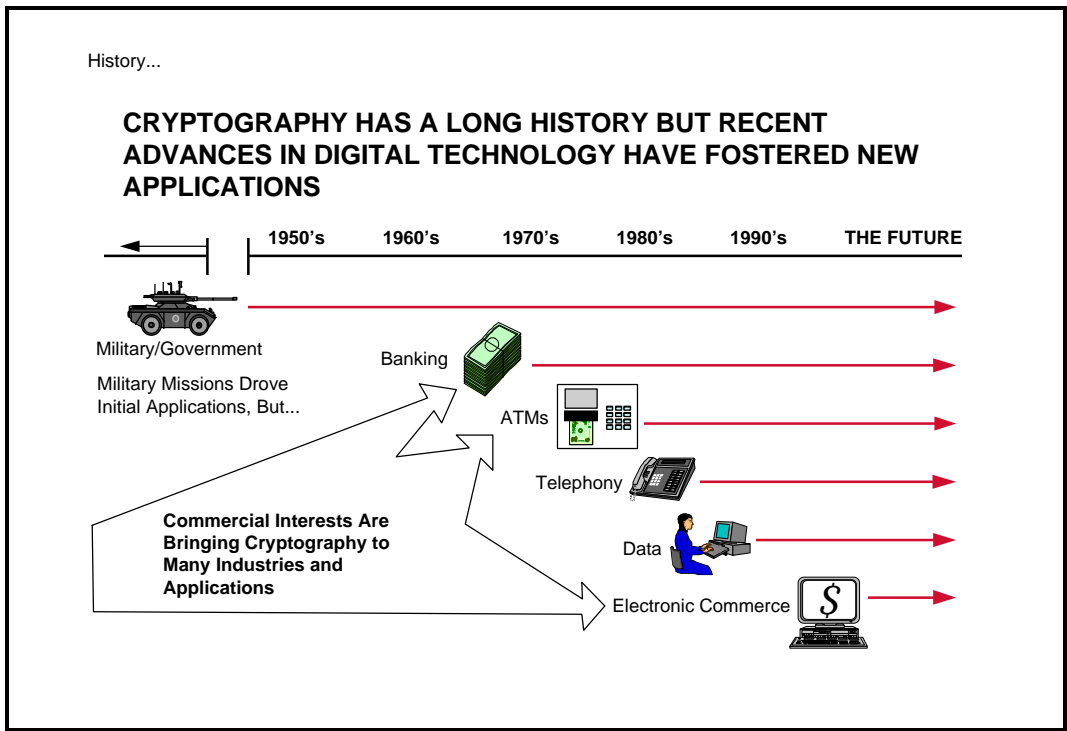 History...
CRYPTOGRAPHY HAS A LONG HISTORY BUT RECENT
ADVANCES IN DIGITAL TECHNOLOGY HAVE FOSTERED NEW
APPLICATIONS
1950's 1960's 1970's 1980's 1990's THE FUTURE
Military/Government
Military Missions Drove
Initial Applications, But...
Banking
ATMs
Telephony
Data
Electronic Commerce
$
Commercial Interests Are
Bringing Cryptography to
Many Industries and
Applications